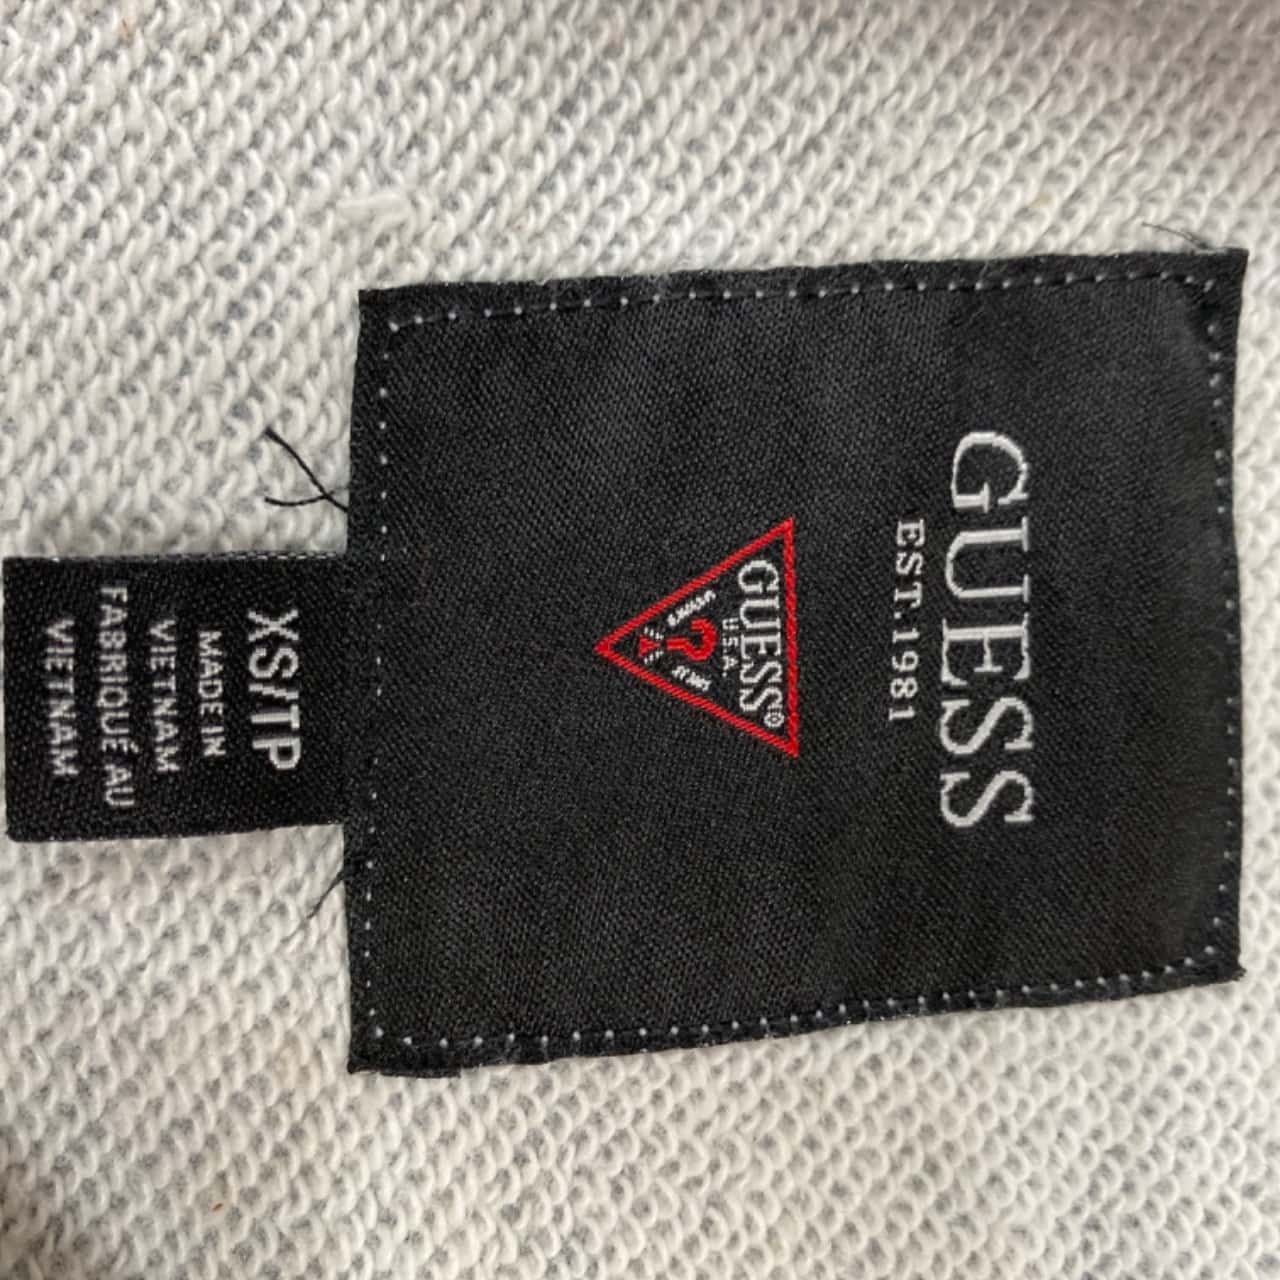 GUESS
EST.1981
GUESS®
U.S.A.
?
XS/TP
MADE IN
VIETNAM
FABRIQUÉ AU
VIETNAM